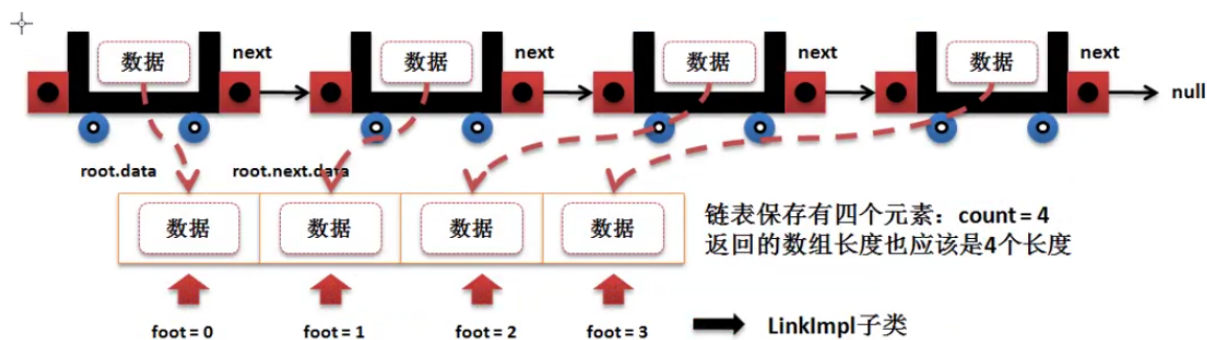 数据 next 数据 next 数据 next 数据 next null
root.data root.next.data
数据 数据 数据 数据
链表保存有四个元素：count = 4
返回的数组长度也应该是4个长度
foot = 0 foot = 1 foot = 2 foot = 3
LinkImpl子类